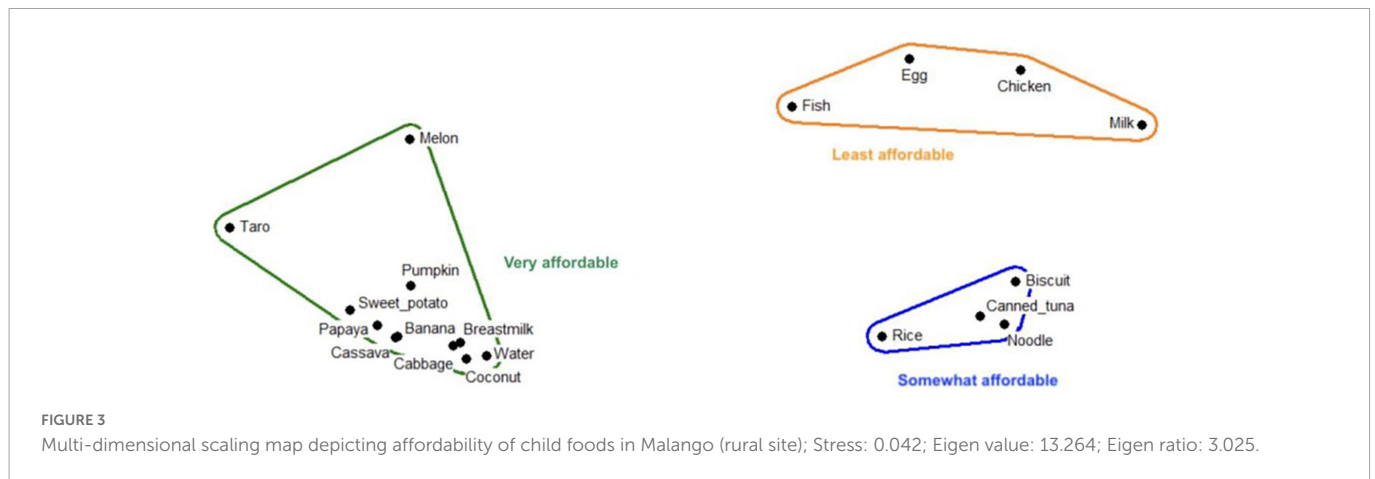 Egg
Chicken
Fish
Milk
Least affordable
Melon
Taro
Very affordable
Pumpkin
Sweet_potato
Papaya
Banana
Breastmilk
Cassava
Cabbage
Water
Coconut
Biscuit
Canned_tuna
Rice
Noodle
Somewhat affordable
FIGURE 3
Multi-dimensional scaling map depicting affordability of child foods in Malango (rural site); Stress: 0.042; Eigen value: 13.264; Eigen ratio: 3.025.